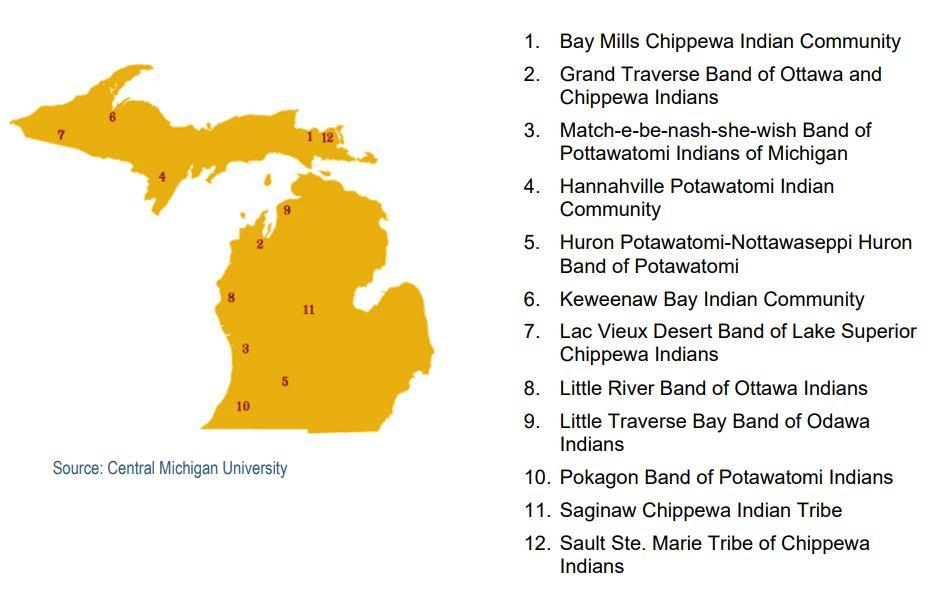 6
7
1 12
4
9
2
8
11
3
5
10
Source: Central Michigan University
1. Bay Mills Chippewa Indian Community
2. Grand Traverse Band of Ottawa and
Chippewa Indians
3. Match-e-be-nash-she-wish Band of
Pottawatomi Indians of Michigan
4. Hannahville Potawatomi Indian
Community
5. Huron Potawatomi-Nottawaseppi Huron
Band of Potawatomi
6. Keweenaw Bay Indian Community
7. Lac Vieux Desert Band of Lake Superior
Chippewa Indians
8. Little River Band of Ottawa Indians
9. Little Traverse Bay Band of Odawa
Indians
10. Pokagon Band of Potawatomi Indians
11. Saginaw Chippewa Indian Tribe
12. Sault Ste. Marie Tribe of Chippewa
Indians